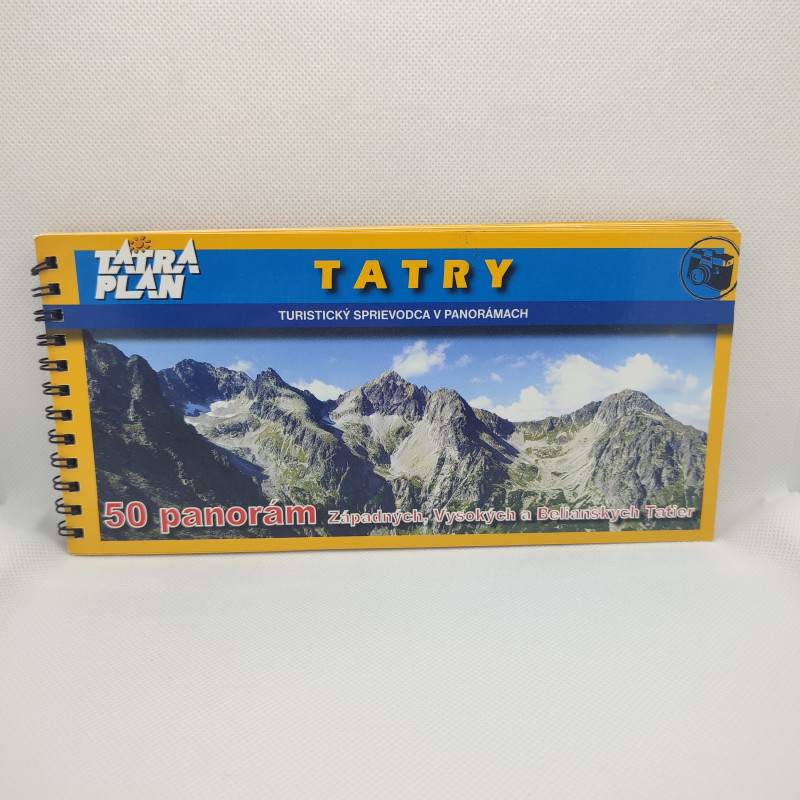 TATRA
PLAN
TATRY
TURISTICKÝ SPRIEVODCA V PANORÁMACH
50 panorám Západných, Vysokých a Belianskych Tatier